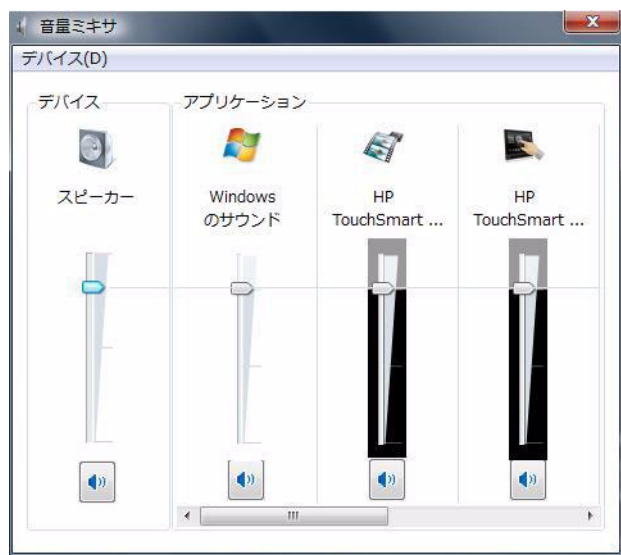 音量ミキサ
デバイス(D)
デバイス
アプリケーション
スピーカー
Windows
のサウンド
HP
TouchSmart ...
HP
TouchSmart ...